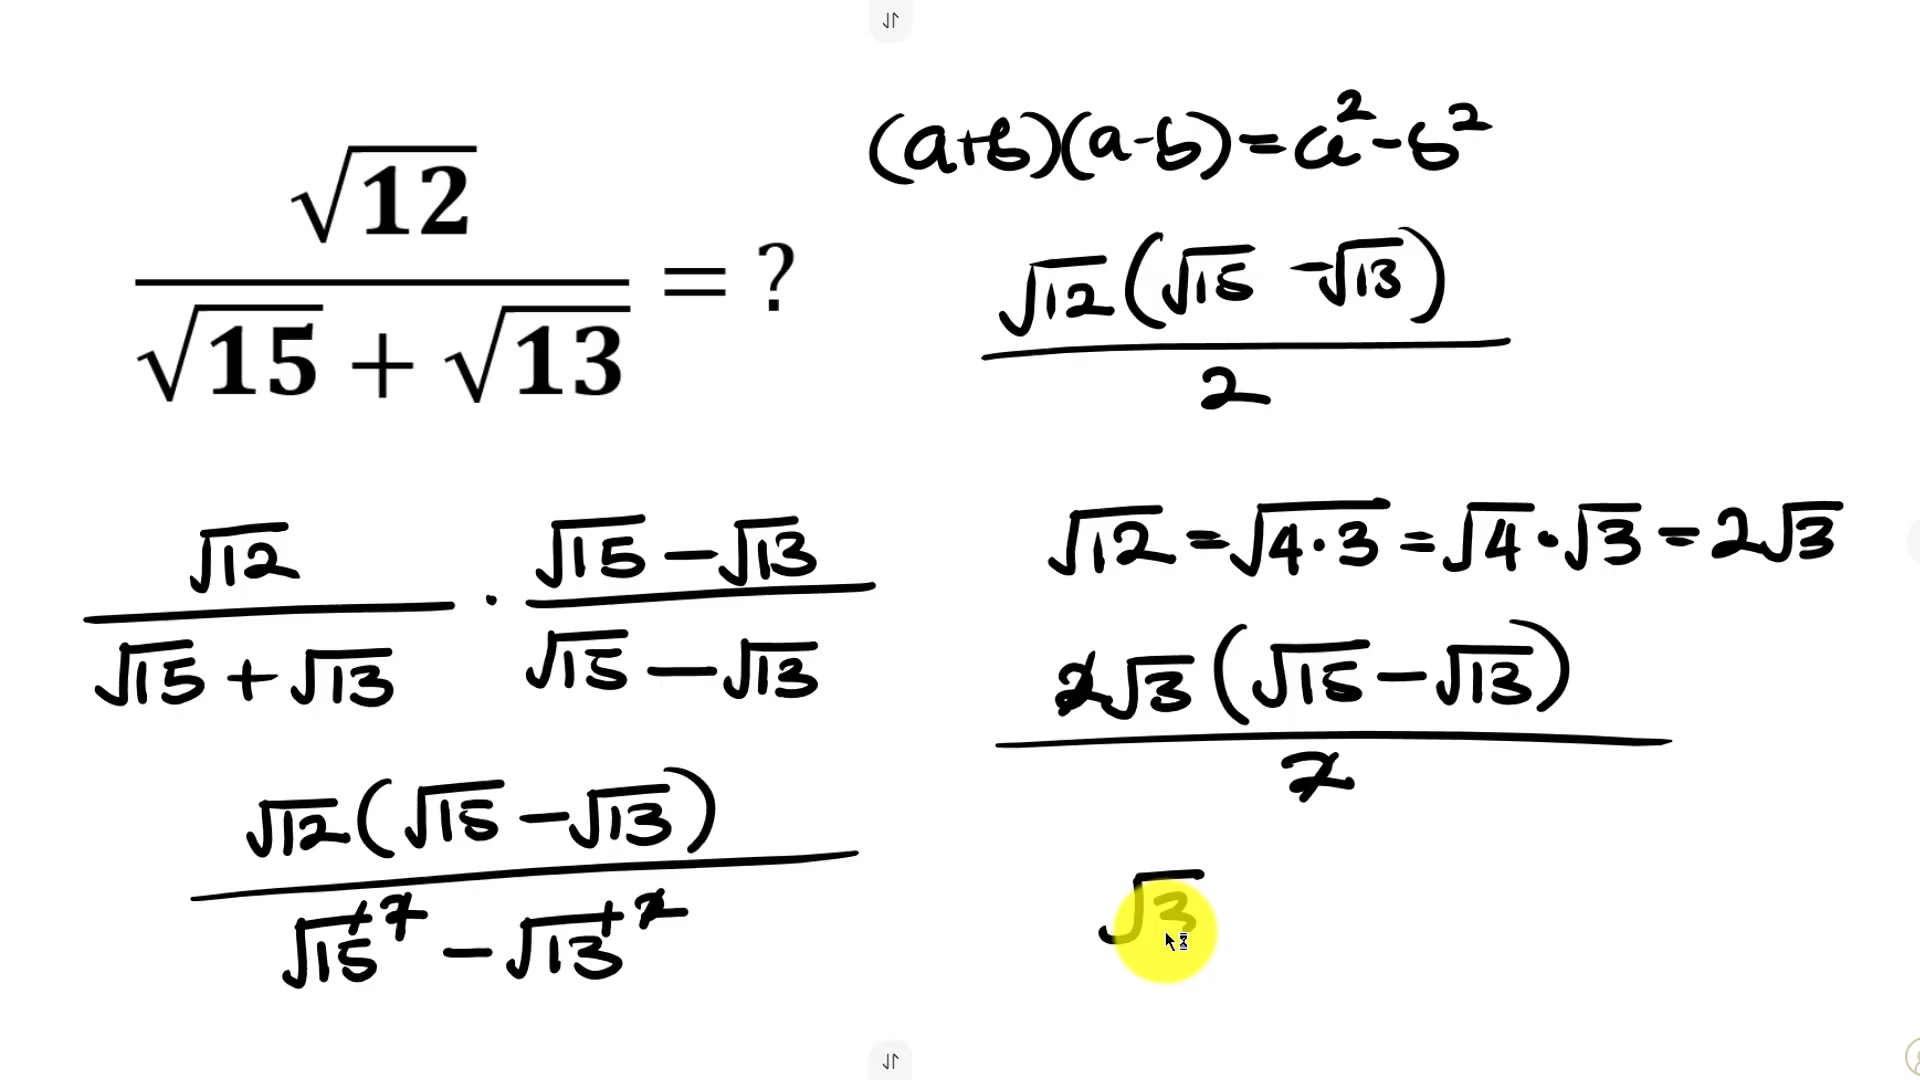 √12 / (√15 + √13) = ?
√12 / (√15 + √13) · (√15 − √13) / (√15 − √13)
√12(√15 − √13) / (√15² − √13²)
(a+b)(a-b)=a²-b²
√12(√15 −√13) / 2
√12=√4·3=√4·√3=2√3
2√3(√15−√13) / 2
√3